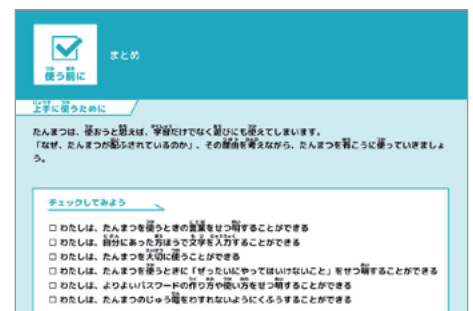 使う前に
まとめ
上手に使うために
たんまつは、使おうと思えば、学習だけでなく遊びにも使えてしまいます。
「なぜ、たんまつが配ふされているのか」、その理由を考えながら、たんまつを有こうに使っていきましょ
う。
チェックしてみよう
□ わたしは、たんまつを使うときの言葉をせつ明することができる
□ わたしは、自分にあった方ほうで文字を入力することができる
□ わたしは、たんまつを大切に使うことができる
□ わたしは、たんまつを使うときに「ぜったいにやってはいけないこと」をせつ明することができる
□ わたしは、よりよいパスワードの作り方や使い方をせつ明することができる
□ わたしは、たんまつのじゅう電をわすれないようにくふうすることができる